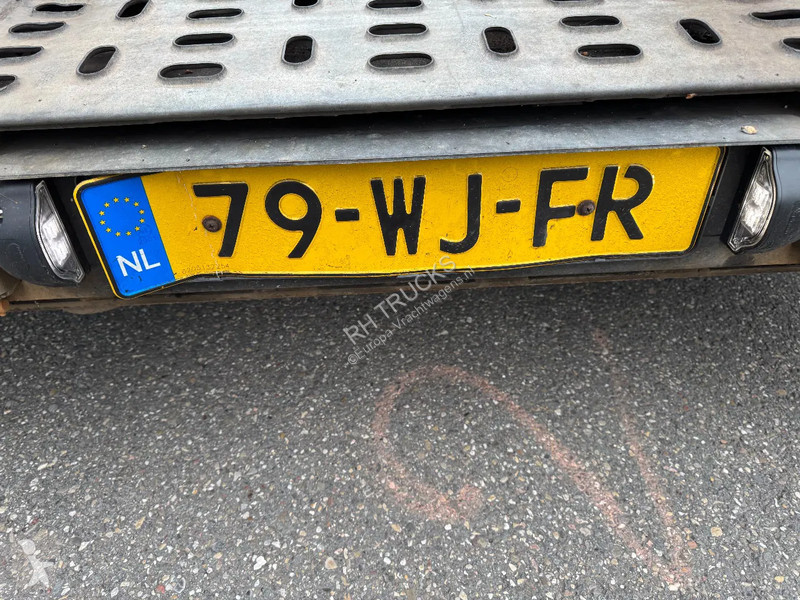 NL
79-WJ-FR
RH TRUCKS
©Europa-Vrachtwagens.nl